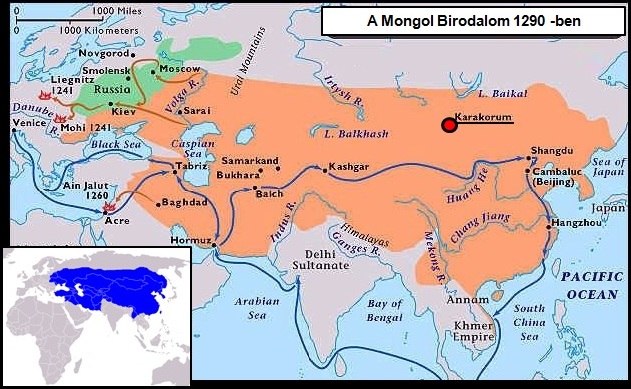 0 1000 Miles
0 1000 Kilometers
A Mongol Birodalom 1290 -ben
Novgorod
Smolensk
Moscow
Ural Mountains
Liegnitz
1241
Russia
Volga R.
Irtysh R.
L. Baikal
Danube
R.
Kiev
Sarai
Karakorum
Venice
Mohi 1241
L. Balkhash
Black Sea
Caspian
Sea
Shangdu
Sea of
Japan
Tabriz
Samarkand
Bukhara
Kashgar
Cambaluc
(Beijing)
Ain Jalut
1260
Balch
Huang He
Japan
Baghdad
Acre
Indus R.
Himalayas
Ganges R.
Chang Jiang
Hangzhou
Hormuz
Delhi
Sultanate
Mekong R.
PACIFIC
OCEAN
Arabian
Sea
Bay of
Bengal
Annam
South
China
Sea
Khmer
Empire